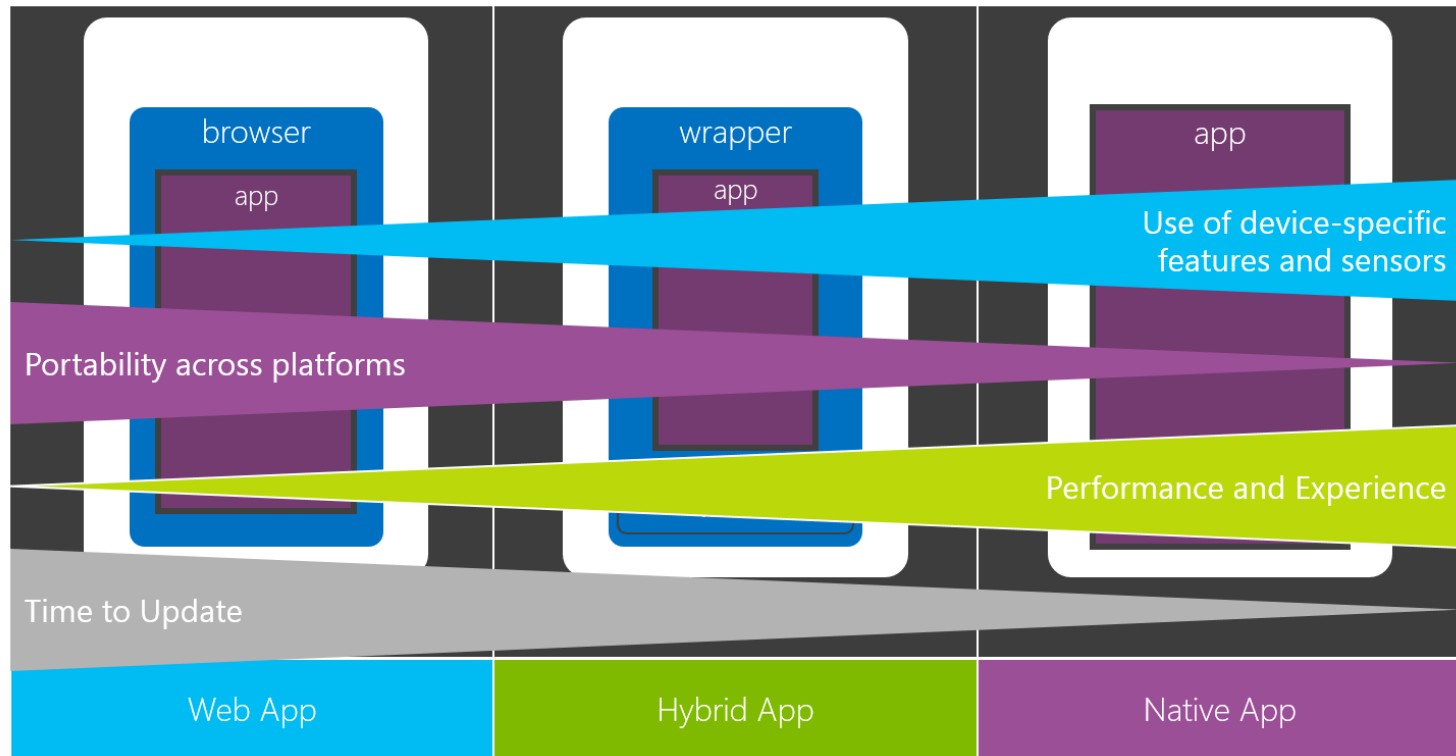 browser
app
wrapper
app
app
Use of device-specific
features and sensors
Portability across platforms
Performance and Experience
Time to Update
Web App
Hybrid App
Native App